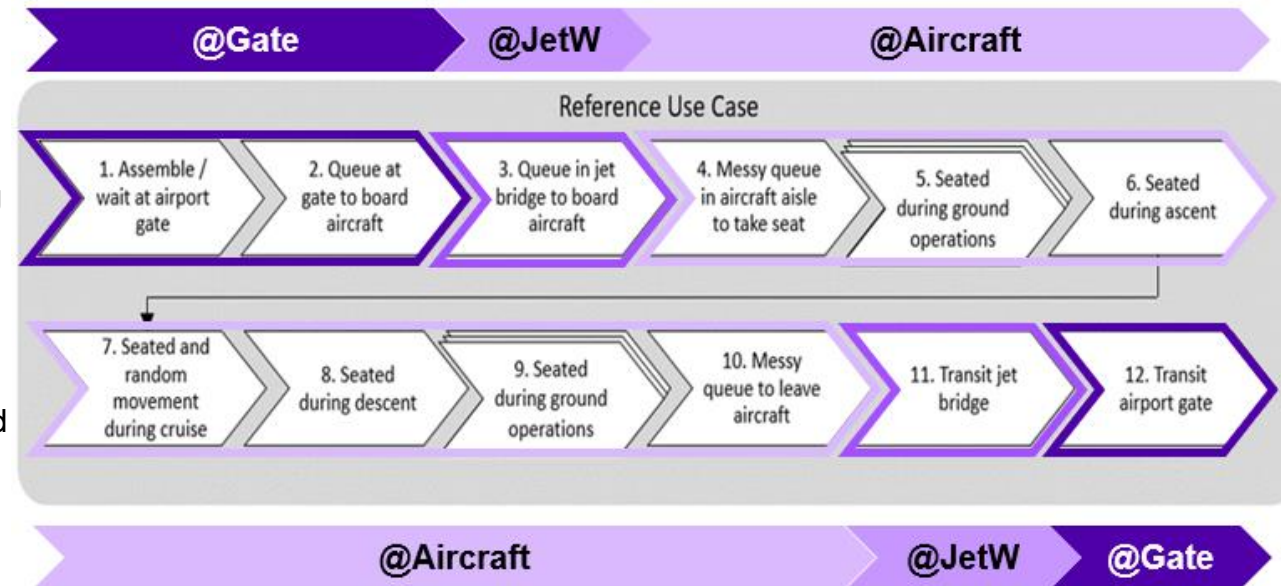 @Gate @JetW @Aircraft
Reference Use Case
1. Assemble /
wait at airport
gate
2. Queue at
gate to board
aircraft
3. Queue in jet
bridge to board
aircraft
4. Messy queue
in aircraft aisle
to take seat
5. Seated
during ground
operations
6. Seated
during ascent
7. Seated and
random
movement
during cruise
8. Seated
during descent
9. Seated
during ground
operations
10. Messy
queue to leave
aircraft
11. Transit jet
bridge
12. Transit
airport gate
@Aircraft @JetW @Gate